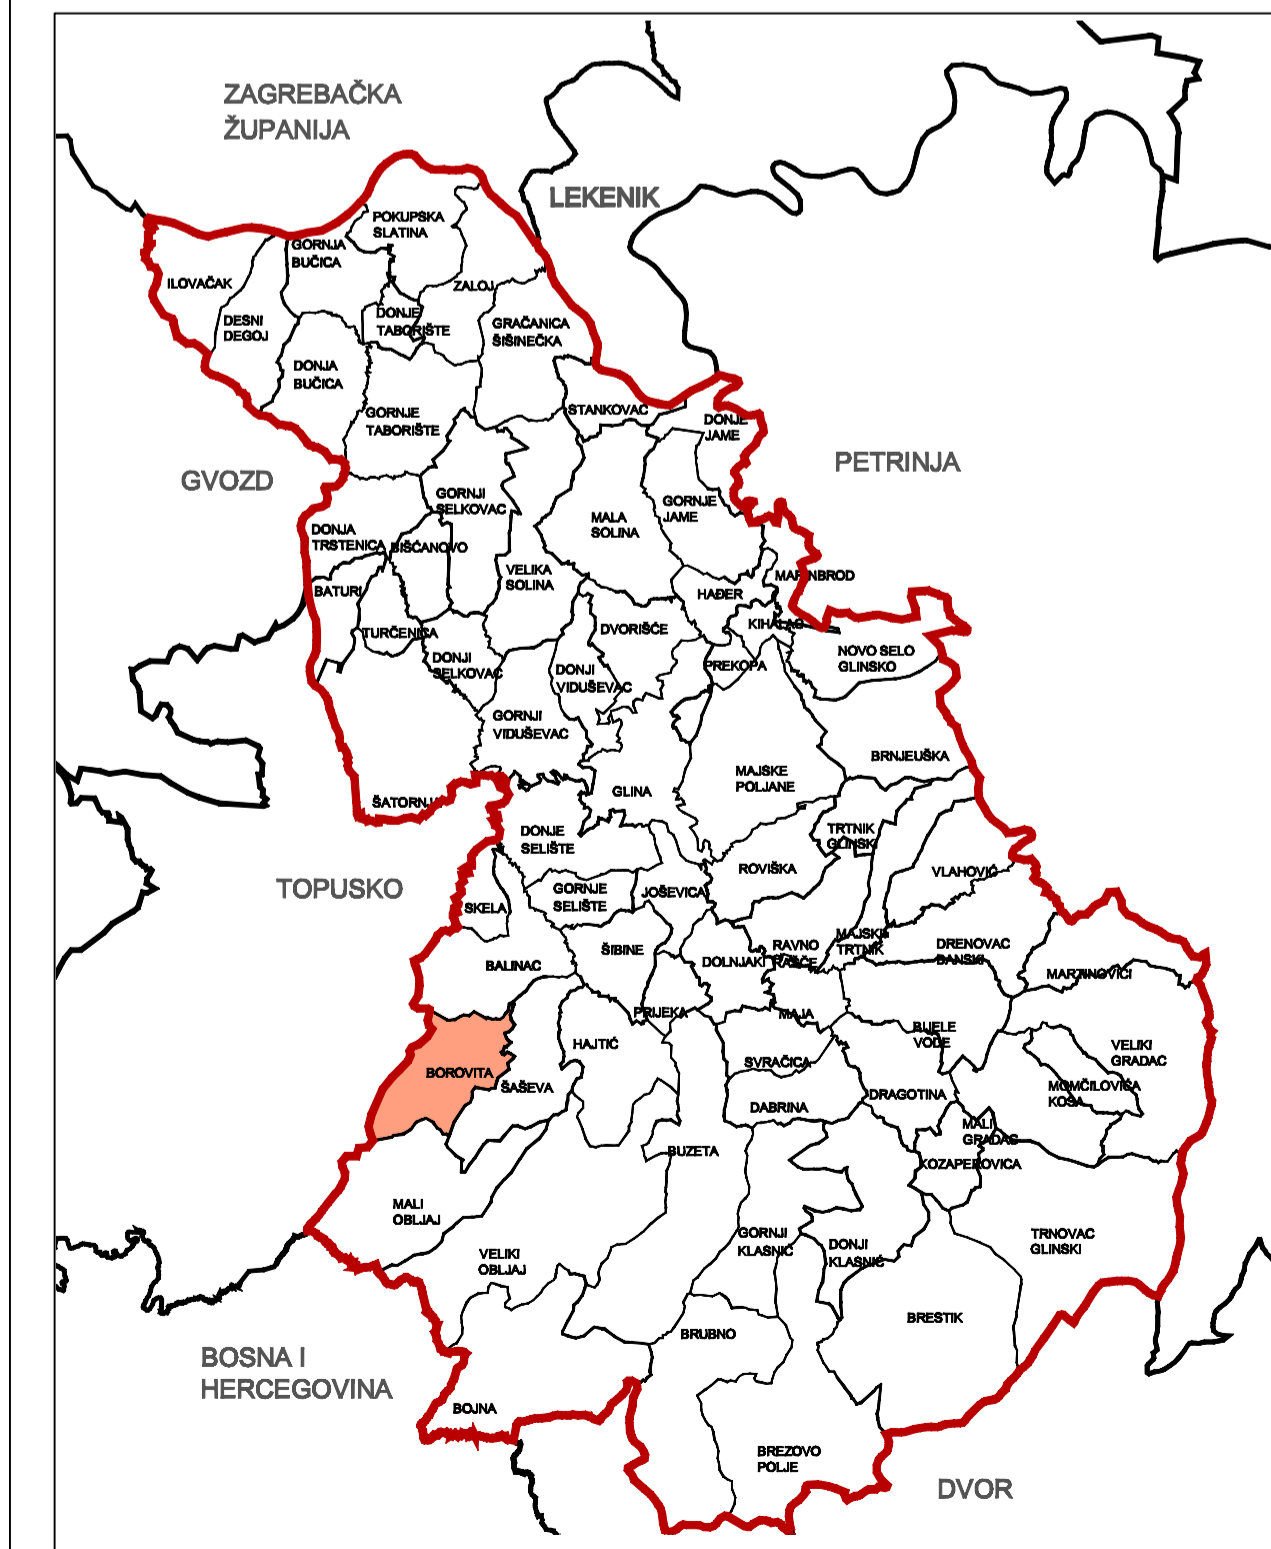 ZAGREBAČKA
ŽUPANIJA
LEKENIK
POKUPSKA
SLATINA
GORNJA
BUČICA
ILOVAČAK
ZALOJ
DESNI
DEGOJ
DONJE
TABORIŠTE
GRAČANICA
ŠIŠINEČKA
DONJA
BUČICA
GORNJE
TABORIŠTE
STANKOVAC
DONJE
JAME
GVOZD
PETRINJA
GORNJI
SELKOVAC
GORNJE
JAME
MALA
SOLINA
DONJA
TRSTENICA
BIŠĆANOVO
VELIKA
SOLINA
MARINBROD
BATURI
HAĐER
KIHALAC
TURČENICA
DVORIŠĆE
NOVO SELO
GLINSKO
DONJI
SELKOVAC
DONJI
VIDUŠEVAC
PREKOPA
GORNJI
VIDUŠEVAC
BRNJEUŠKA
MAJSKE
POLJANE
GLINA
ŠATORNJA
DONJE
SELIŠTE
TRTNIK
GLINSKI
ROVIŠKA
VLAHOVIĆ
TOPUSKO
GORNJE
SELIŠTE
JOŠEVICA
SKELA
ŠIBINE
DOLNJAKI
RAVNO
RAŠĆE
MAJSKI
TRTNIK
DRENOVAC
BANSKI
BALINAC
MARTINOVIĆI
PRIJEKA
MAJA
BIJELE
VODE
HAJTIĆ
VELIKI
GRADAC
BOROVITA
ŠAŠEVA
SVRAČICA
MOMČILOVIĆA
KOSA
DRAGOTINA
DABRINA
MALI
GRADAC
BUZETA
KOZAPEROVICA
MALI
OBLJAJ
GORNJI
KLASNIĆ
DONJI
KLASNIĆ
TRNOVAC
GLINSKI
VELIKI
OBLJAJ
BRESTIK
BRUBNO
BOSNA I
HERCEGOVINA
BOJNA
BREZOVO
POLJE
DVOR